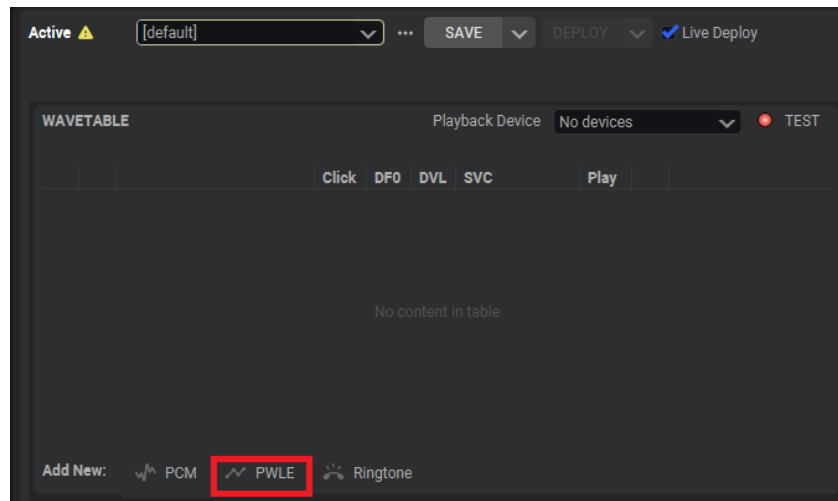 Active [default] ... SAVE DEPLOY Live Deploy
WAVETABLE Playback Device No devices TEST
Click DF0 DVL SVC Play
No content in table
Add New: PCM PWLE Ringtone